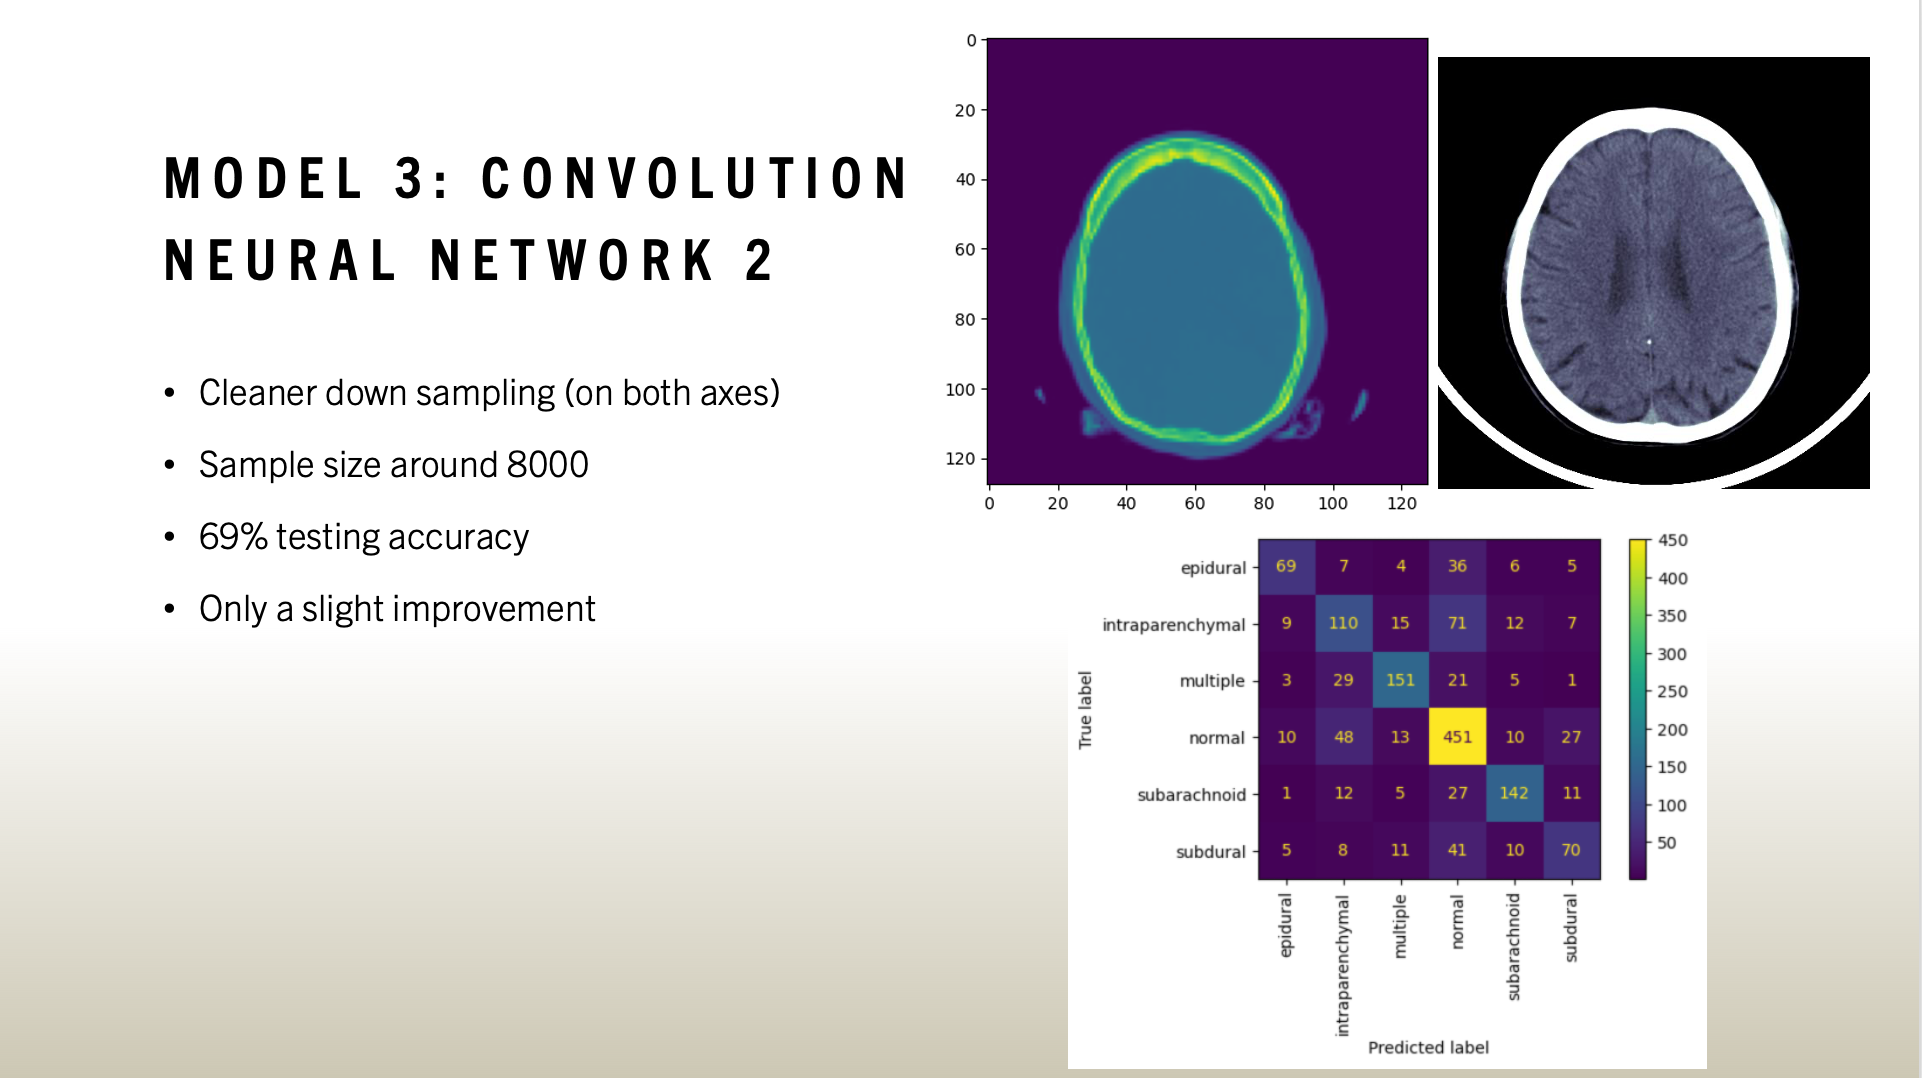 MODEL 3: CONVOLUTION
NEURAL NETWORK 2
• Cleaner down sampling (on both axes)
• Sample size around 8000
• 69% testing accuracy
• Only a slight improvement
0
20
40
60
80
100
120
0 20 40 60 80 100 120
True label
epidural 69 7 4 36 6 5
intraparenchymal 9 110 15 71 12 7
multiple 3 29 151 21 5 1
normal 10 48 13 451 10 27
subarachnoid 1 12 5 27 142 11
subdural 5 8 11 41 10 70
epidural
intraparenchymal
multiple
normal
subarachnoid
subdural
Predicted label
450
400
350
300
250
200
150
100
50